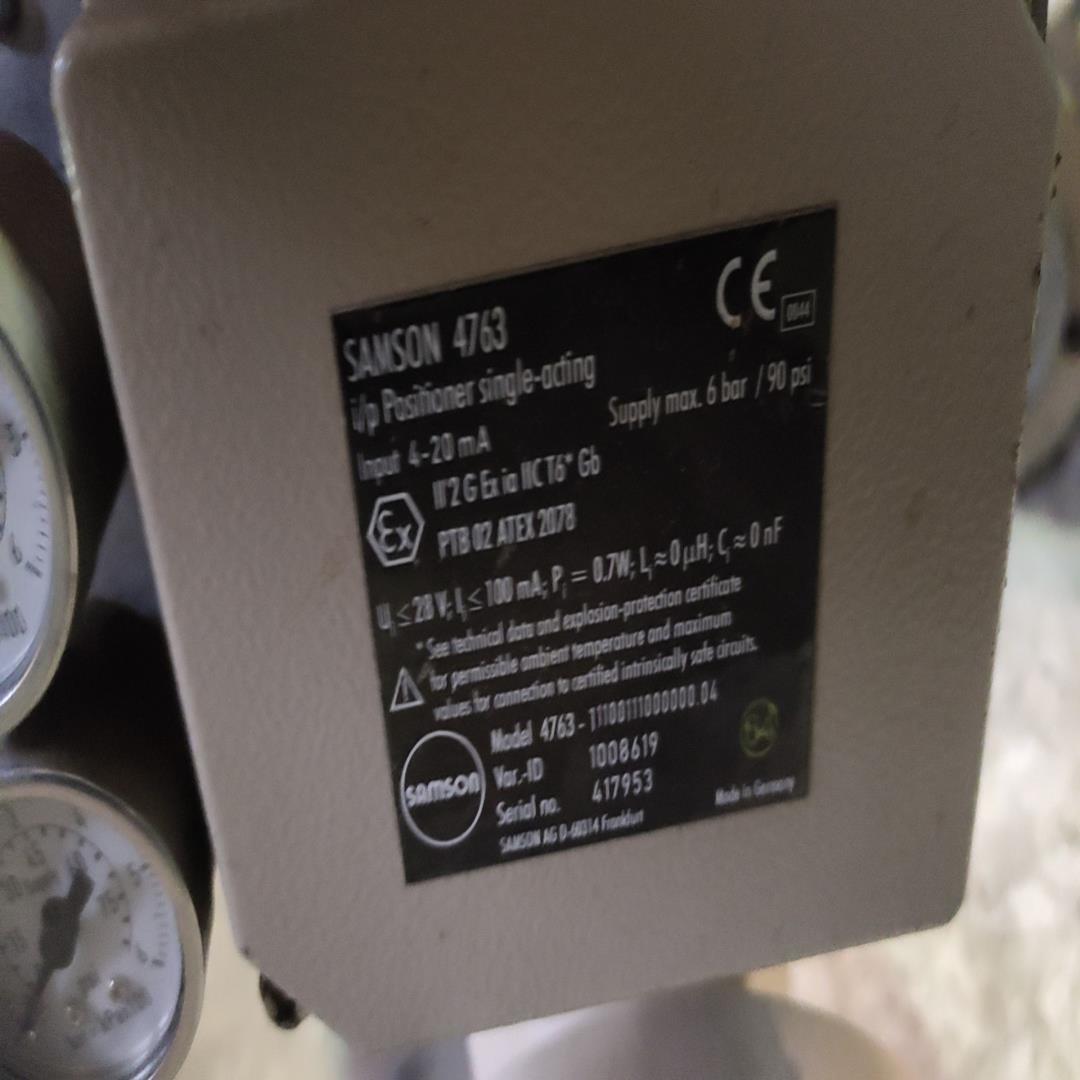 SAMSON 4763
CE
0044
i/p Positioner single-acting
Input 4-20 mA
Supply max. 6 bar / 90 psi
Ex
II 2 G Ex ia IIC T6* Gb
PTB 02 ATEX 2078
Ui ≤ 28 V; Ii ≤ 100 mA; Pi = 0.7W; Li ≈ 0 µH; Ci ≈ 0 nF
* See technical data and explosion-protection certificate
for permissible ambient temperature and maximum
values for connection to certified intrinsically safe circuits.
Model 4763 - 11100111000000.04
Var.-ID 1008619
Serial no. 417953
SAMSON
SAMSON AG D-60314 Frankfurt
Made in Germany